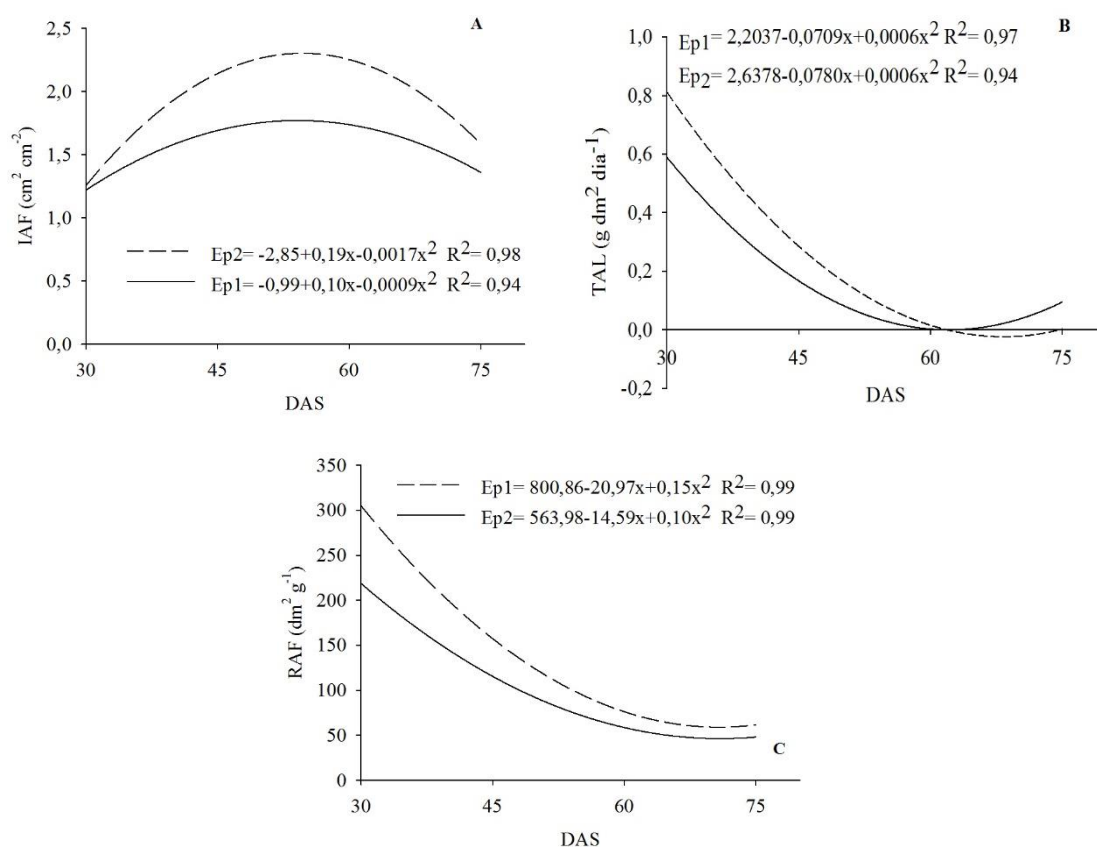 A
2,5
2,0
1,5
1,0
0,5
0,0
IAF (cm² cm⁻²)
Ep2= -2,85+0,19x-0,0017x² R²= 0,98
Ep1= -0,99+0,10x-0,0009x² R²= 0,94
30 45 60 75
DAS
B
1,0
0,8
0,6
0,4
0,2
0,0
-0,2
TAL (g dm² dia⁻¹)
Ep1= 2,2037-0,0709x+0,0006x² R²= 0,97
Ep2= 2,6378-0,0780x+0,0006x² R²= 0,94
30 45 60 75
DAS
350
300
250
200
150
100
50
0
RAF (dm² g⁻¹)
Ep1= 800,86-20,97x+0,15x² R²= 0,99
Ep2= 563,98-14,59x+0,10x² R²= 0,99
C
30 45 60 75
DAS